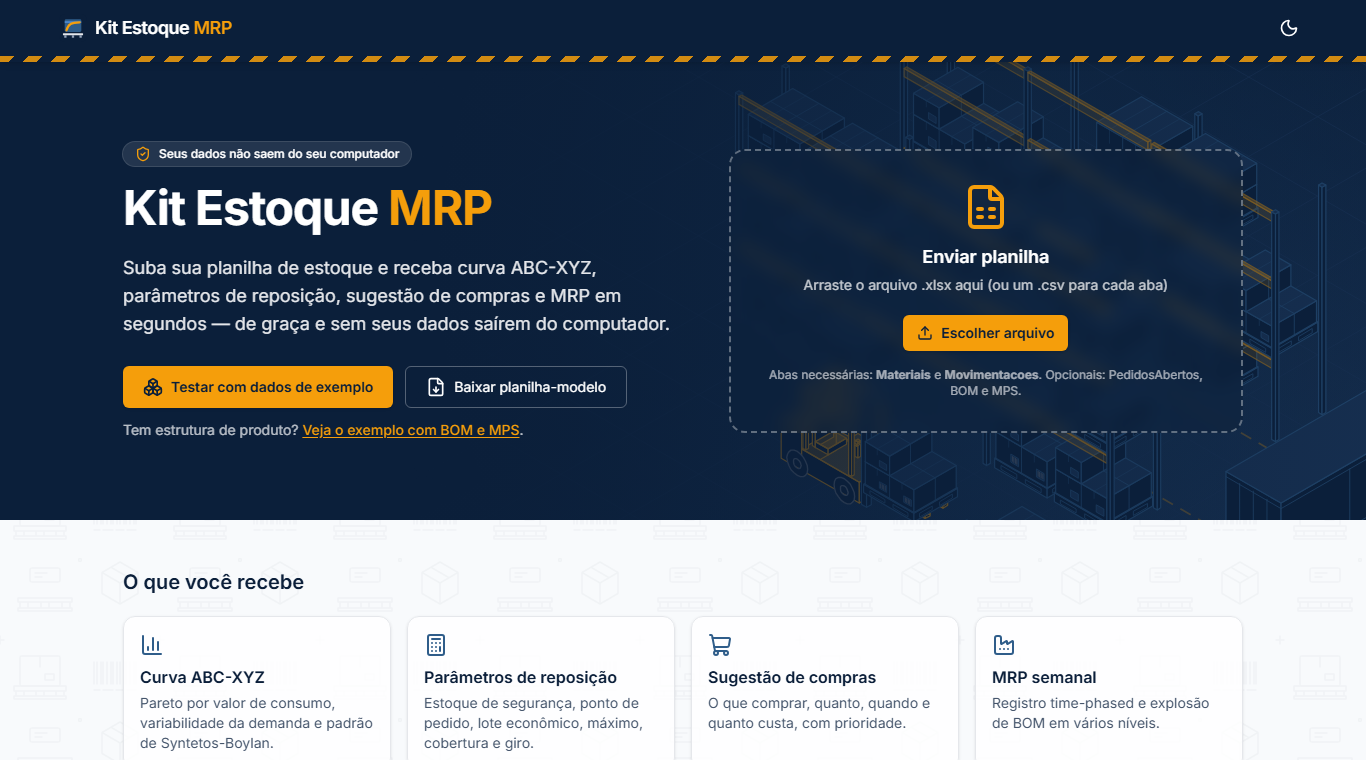 Kit Estoque MRP
Seus dados não saem do seu computador
Kit Estoque MRP
Suba sua planilha de estoque e receba curva ABC-XYZ,
parâmetros de reposição, sugestão de compras e MRP em
segundos — de graça e sem seus dados saírem do computador.
Testar com dados de exemplo
Baixar planilha-modelo
Tem estrutura de produto? Veja o exemplo com BOM e MPS.
Enviar planilha
Arraste o arquivo .xlsx aqui (ou um .csv para cada aba)
Escolher arquivo
Abas necessárias: Materiais e Movimentacoes. Opcionais: PedidosAbertos,
BOM e MPS.
O que você recebe
Curva ABC-XYZ
Pareto por valor de consumo,
variabilidade da demanda e padrão
de Syntetos-Boylan.
Parâmetros de reposição
Estoque de segurança, ponto de
pedido, lote econômico, máximo,
cobertura e giro.
Sugestão de compras
O que comprar, quanto, quando e
quanto custa, com prioridade.
MRP semanal
Registro time-phased e explosão
de BOM em vários níveis.